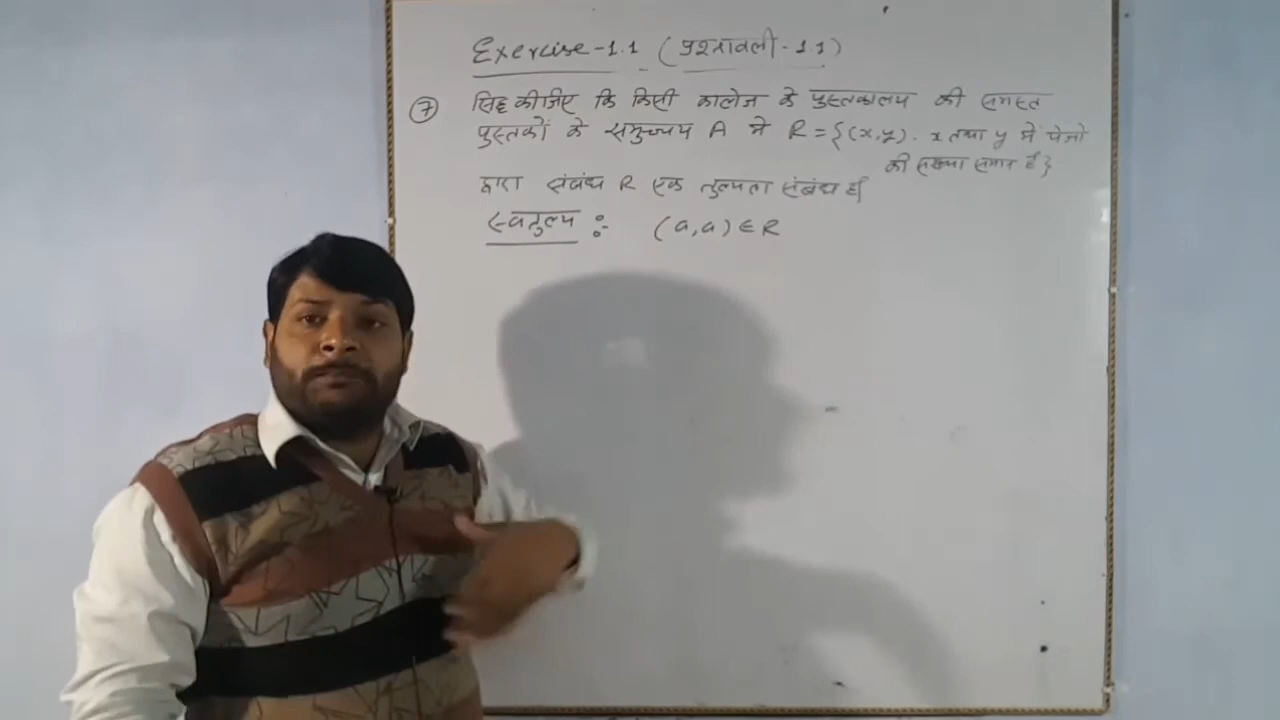 Exercise-1.1 (प्रश्नावली-1.1)
⑦ सिद्ध कीजिए कि किसी कालेज के पुस्तकालय की समस्त
पुस्तकों के समुच्चय A में R = {(x,y) : x तथा y में पेजों
की संख्या समान है}
द्वारा संबंध R एक तुल्यता संबंध है|
स्वतुल्य :- (a,a) ∈ R